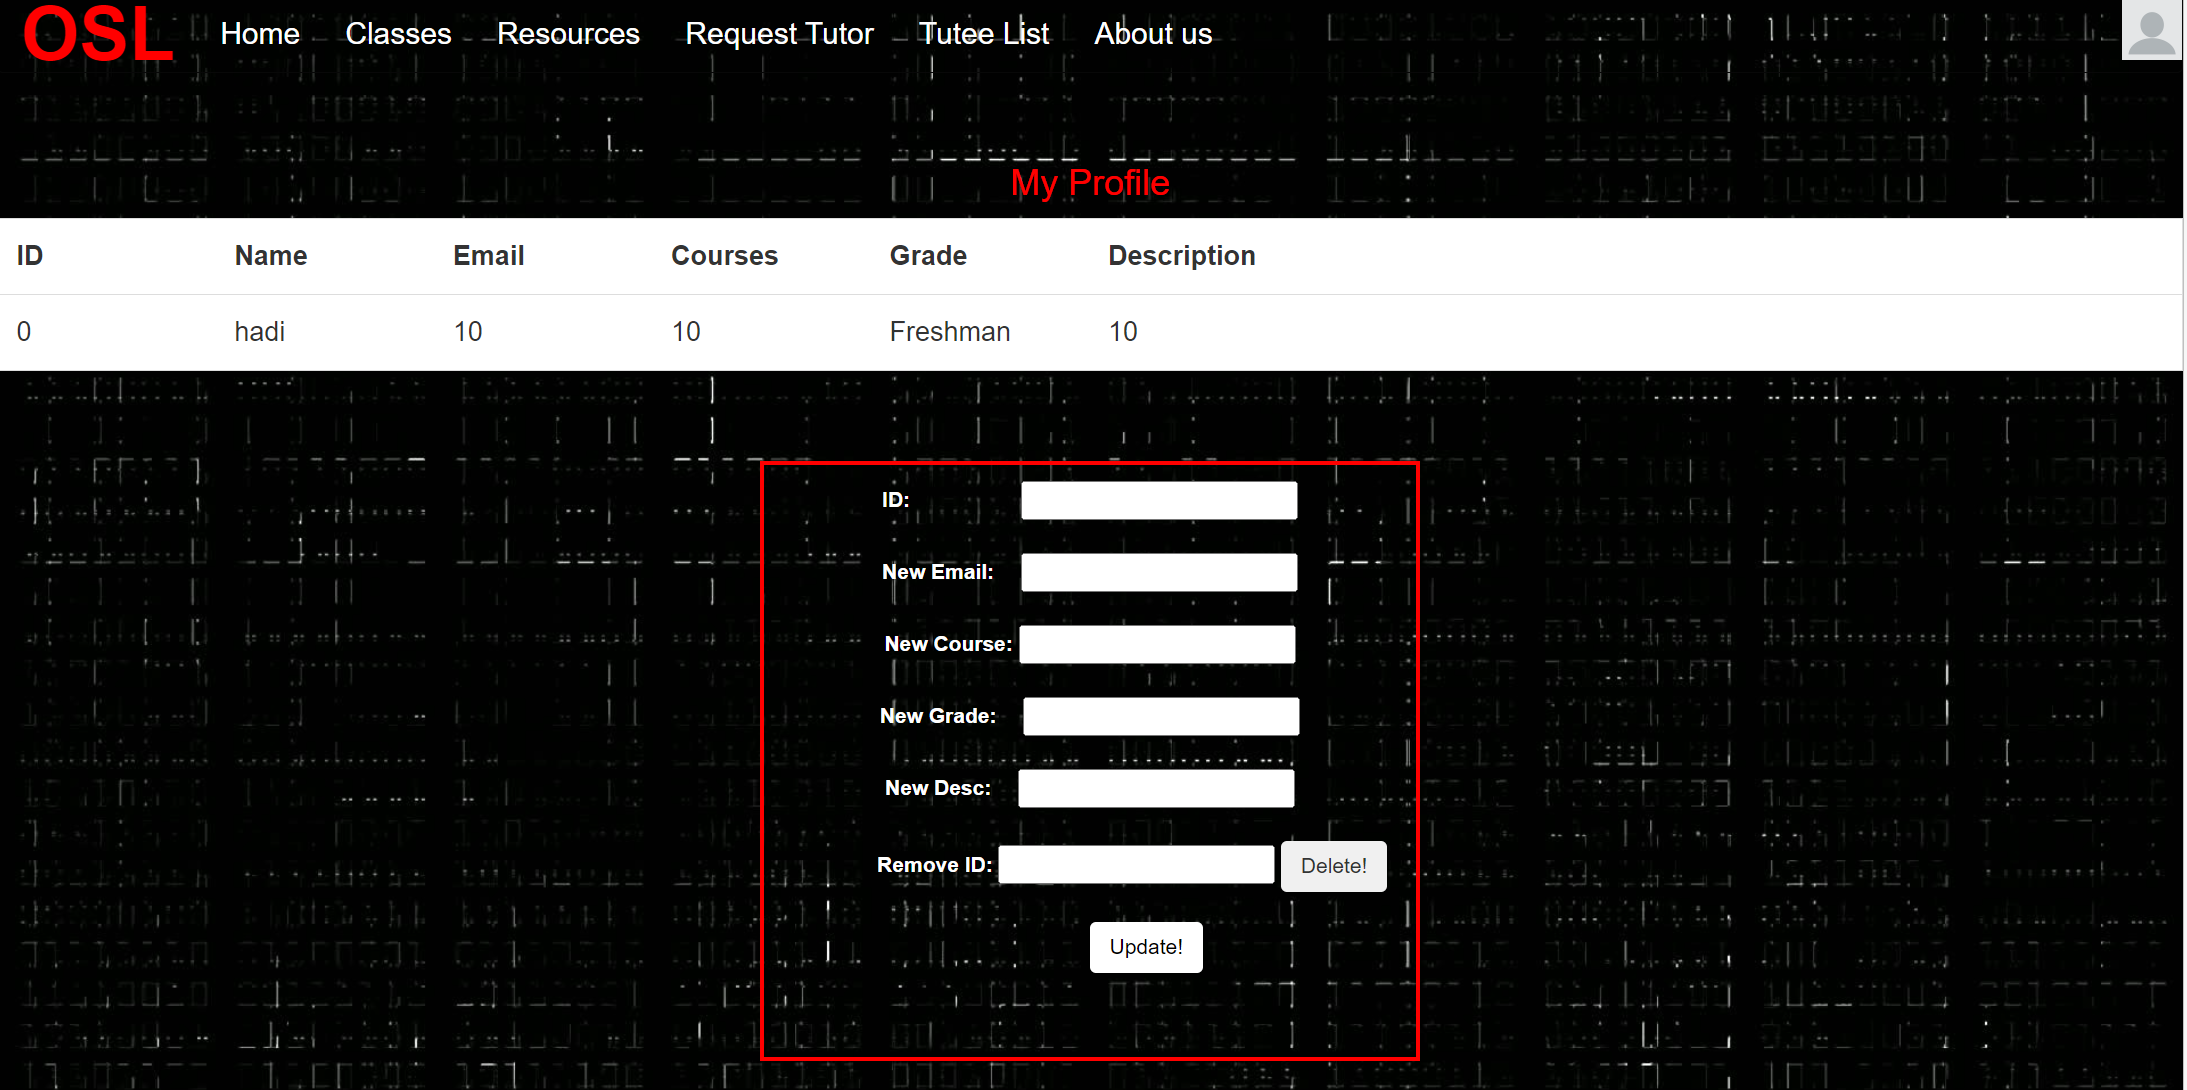 OSL Home Classes Resources Request Tutor Tutee List About us
My Profile
ID Name Email Courses Grade Description
0 hadi 10 10 Freshman 10
ID:
New Email:
New Course:
New Grade:
New Desc:
Remove ID: Delete!
Update!